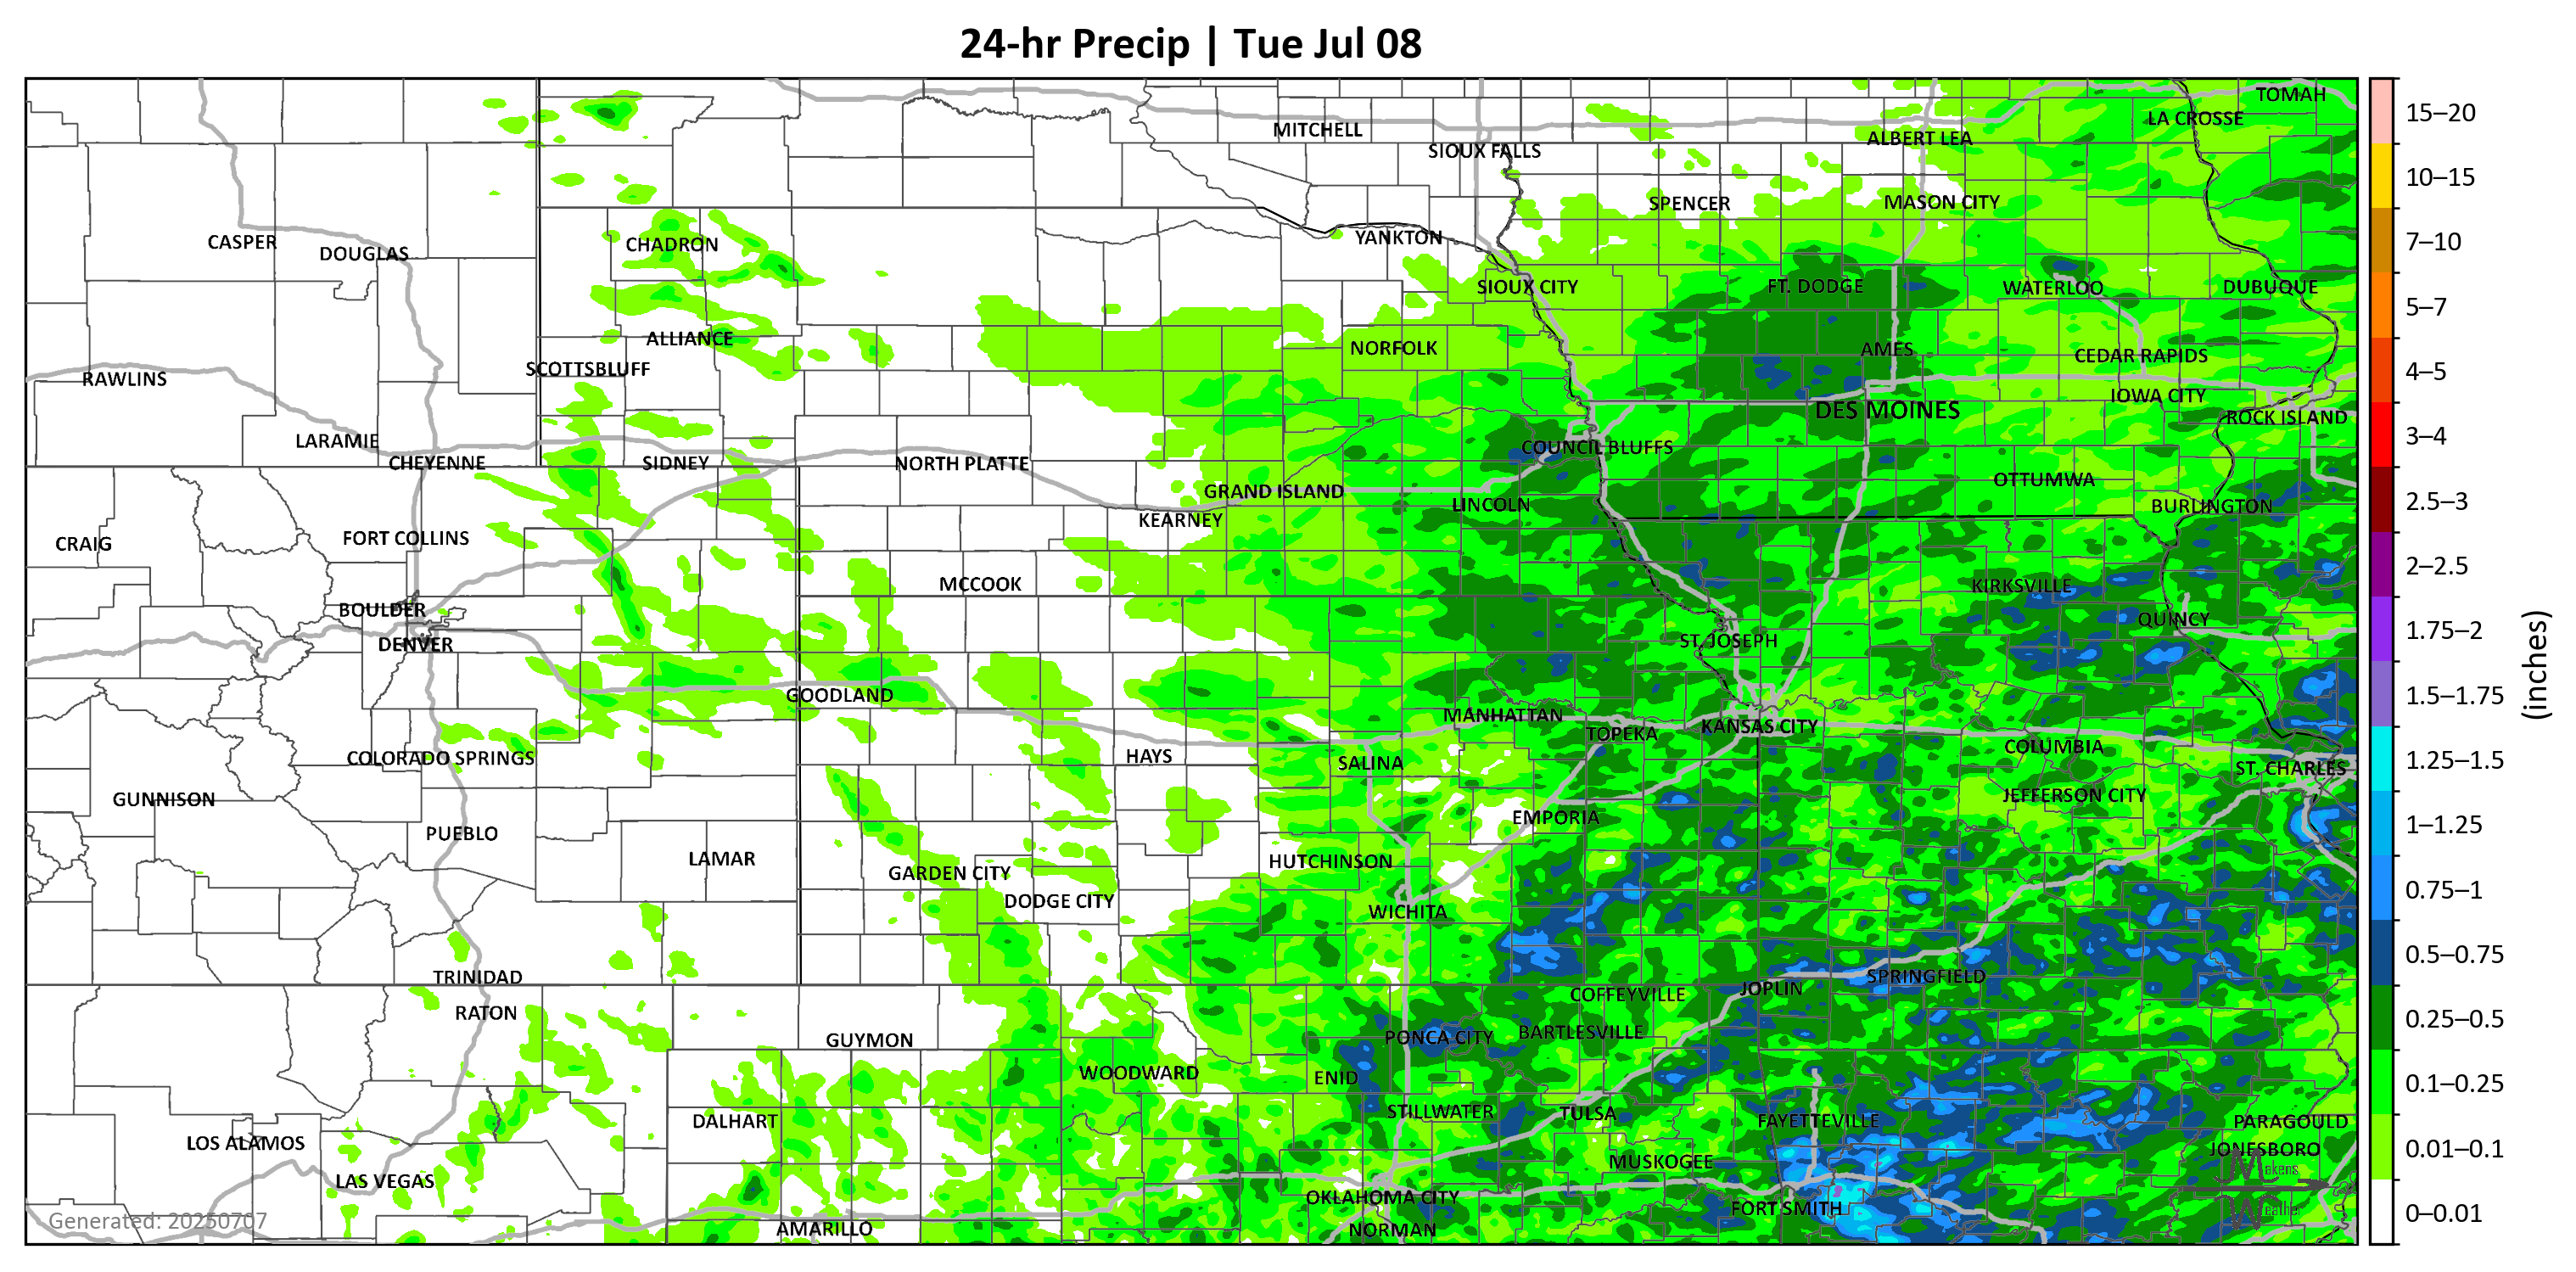 24-hr Precip | Tue Jul 08
TOMAH
LA CROSSE
MITCHELL
ALBERT LEA
SIOUX FALLS
SPENCER
MASON CITY
CASPER
DOUGLAS
CHADRON
YANKTON
SIOUX CITY
FT. DODGE
WATERLOO
DUBUQUE
ALLIANCE
NORFOLK
AMES
CEDAR RAPIDS
SCOTTSBLUFF
RAWLINS
IOWA CITY
DES MOINES
ROCK ISLAND
LARAMIE
COUNCIL BLUFFS
CHEYENNE
SIDNEY
NORTH PLATTE
OTTUMWA
GRAND ISLAND
LINCOLN
BURLINGTON
KEARNEY
FORT COLLINS
CRAIG
MCCOOK
KIRKSVILLE
BOULDER
QUINCY
DENVER
ST. JOSEPH
GOODLAND
MANHATTAN
TOPEKA
KANSAS CITY
COLUMBIA
COLORADO SPRINGS
HAYS
SALINA
ST. CHARLES
GUNNISON
JEFFERSON CITY
EMPORIA
PUEBLO
LAMAR
HUTCHINSON
GARDEN CITY
DODGE CITY
WICHITA
TRINIDAD
SPRINGFIELD
JOPLIN
COFFEYVILLE
RATON
GUYMON
PONCA CITY
BARTLESVILLE
WOODWARD
ENID
STILLWATER
TULSA
DALHART
FAYETTEVILLE
PARAGOULD
LOS ALAMOS
JONESBORO
MUSKOGEE
LAS VEGAS
OKLAHOMA CITY
FORT SMITH
AMARILLO
NORMAN
Makens
Weather
Generated: 20250707
15–20
10–15
7–10
5–7
4–5
3–4
2.5–3
2–2.5
1.75–2
1.5–1.75
1.25–1.5
1–1.25
0.75–1
0.5–0.75
0.25–0.5
0.1–0.25
0.01–0.1
0–0.01
(inches)